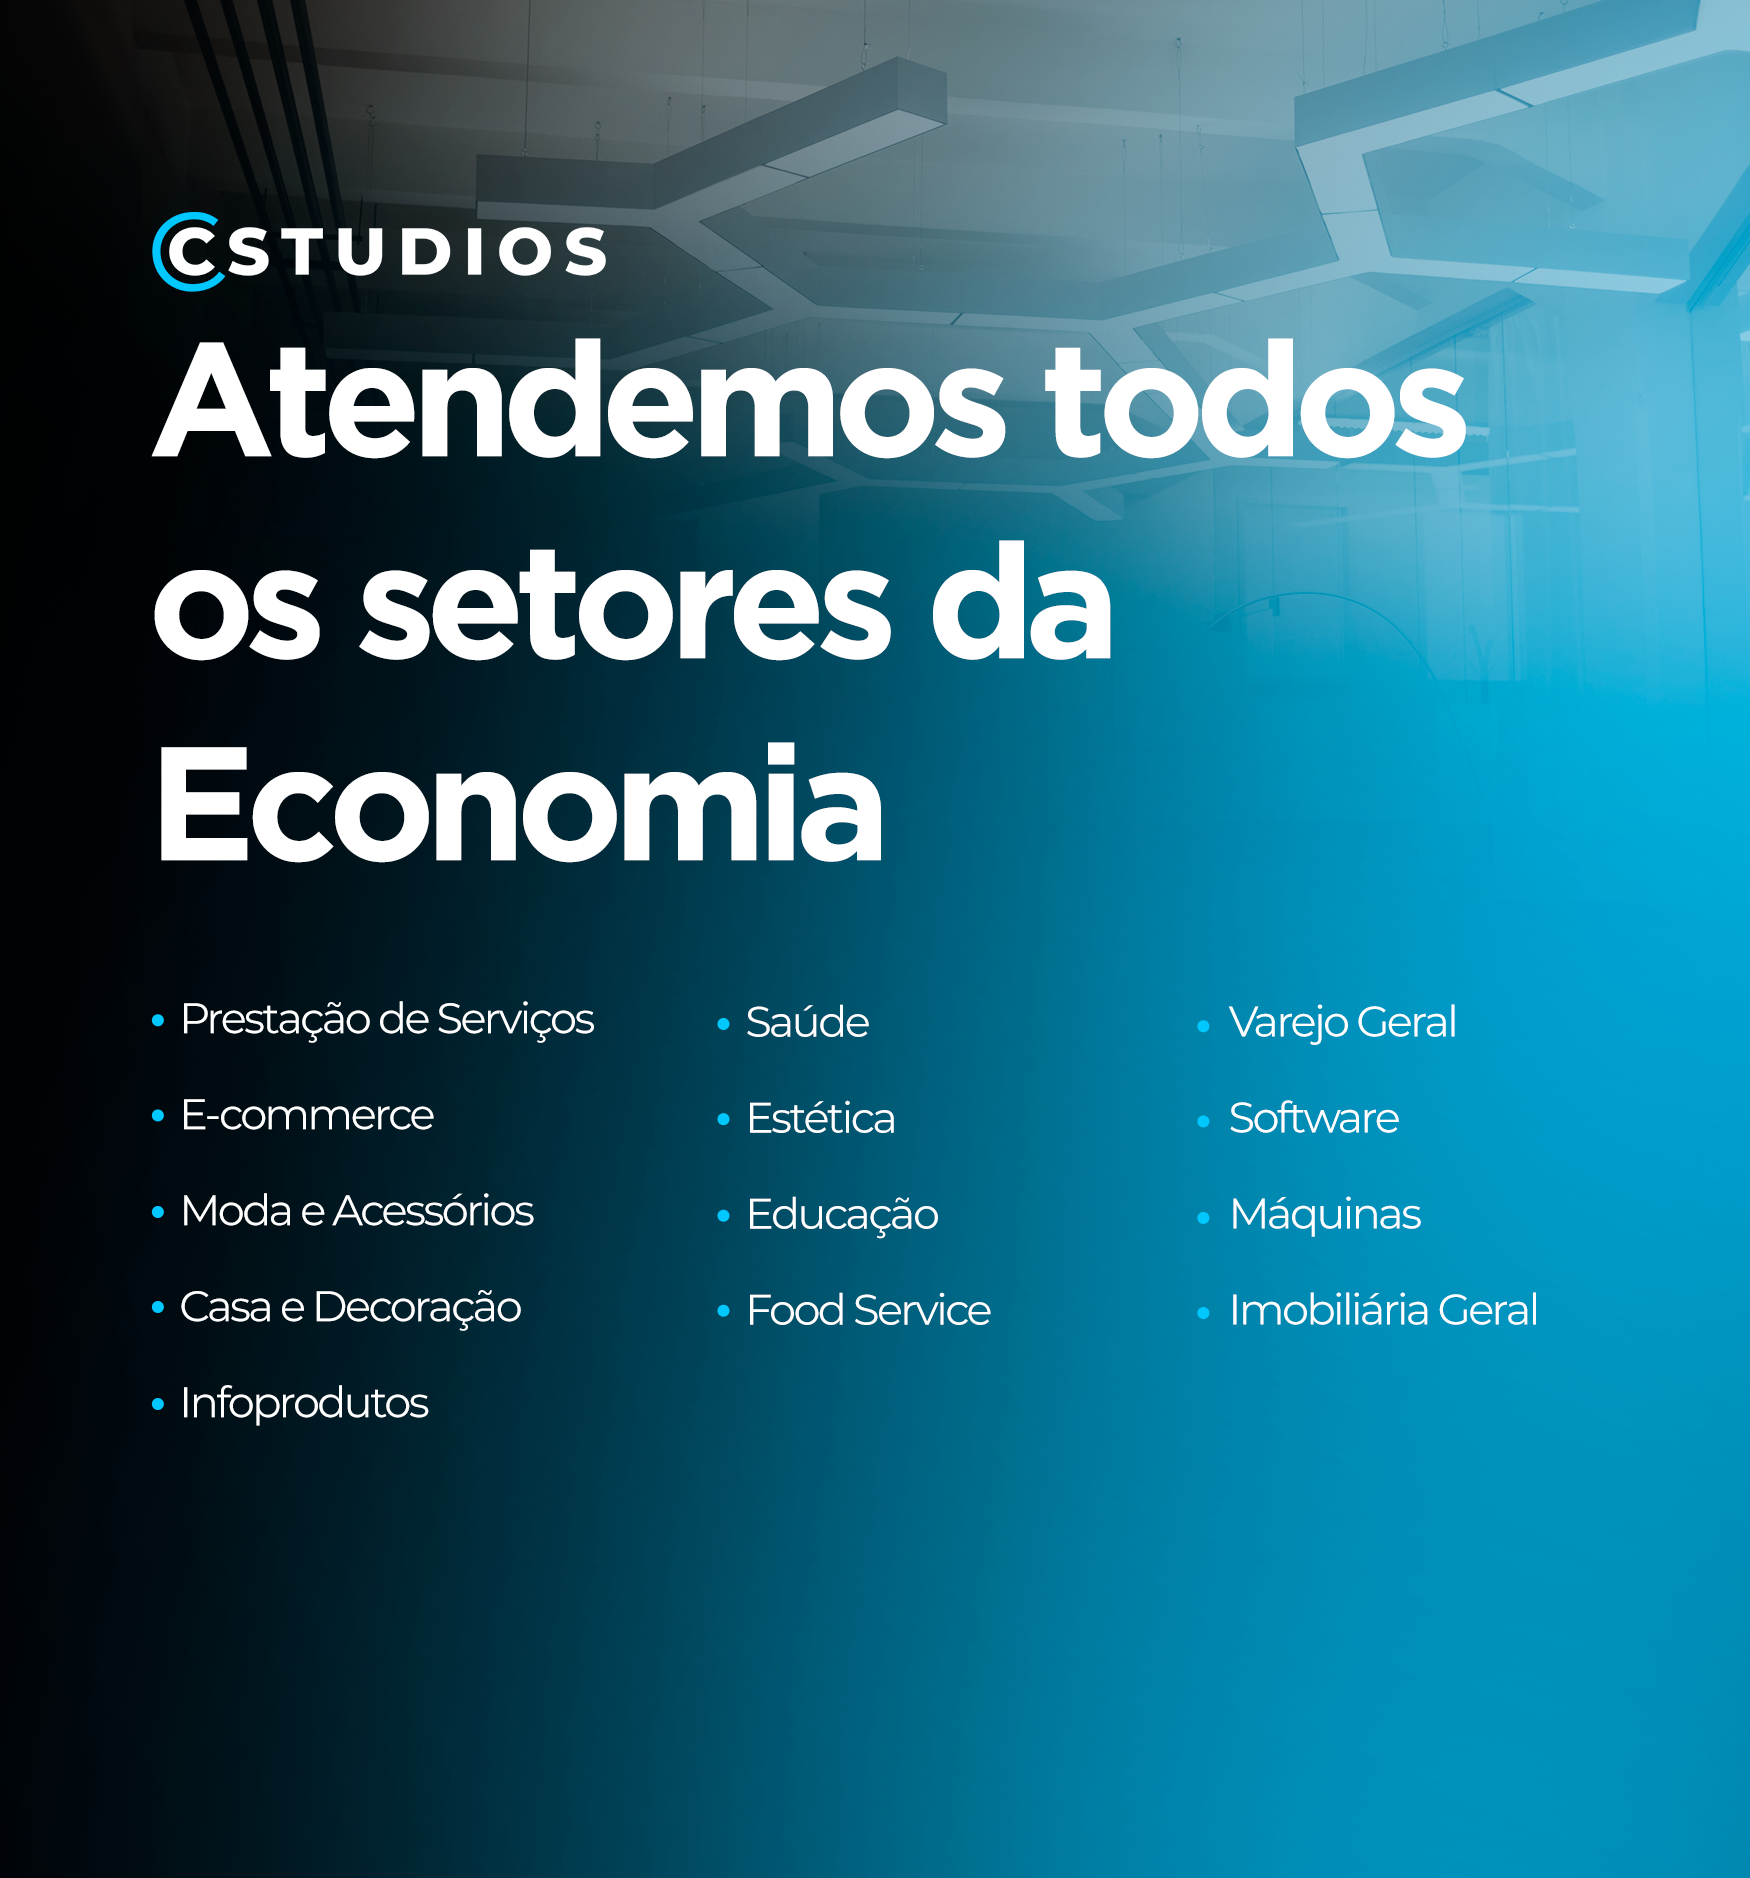 CSTUDIOS
Atendemos todos
os setores da
Economia
• Prestação de Serviços
• E-commerce
• Moda e Acessórios
• Casa e Decoração
• Infoprodutos
• Saúde
• Estética
• Educação
• Food Service
• Varejo Geral
• Software
• Máquinas
• Imobiliária Geral